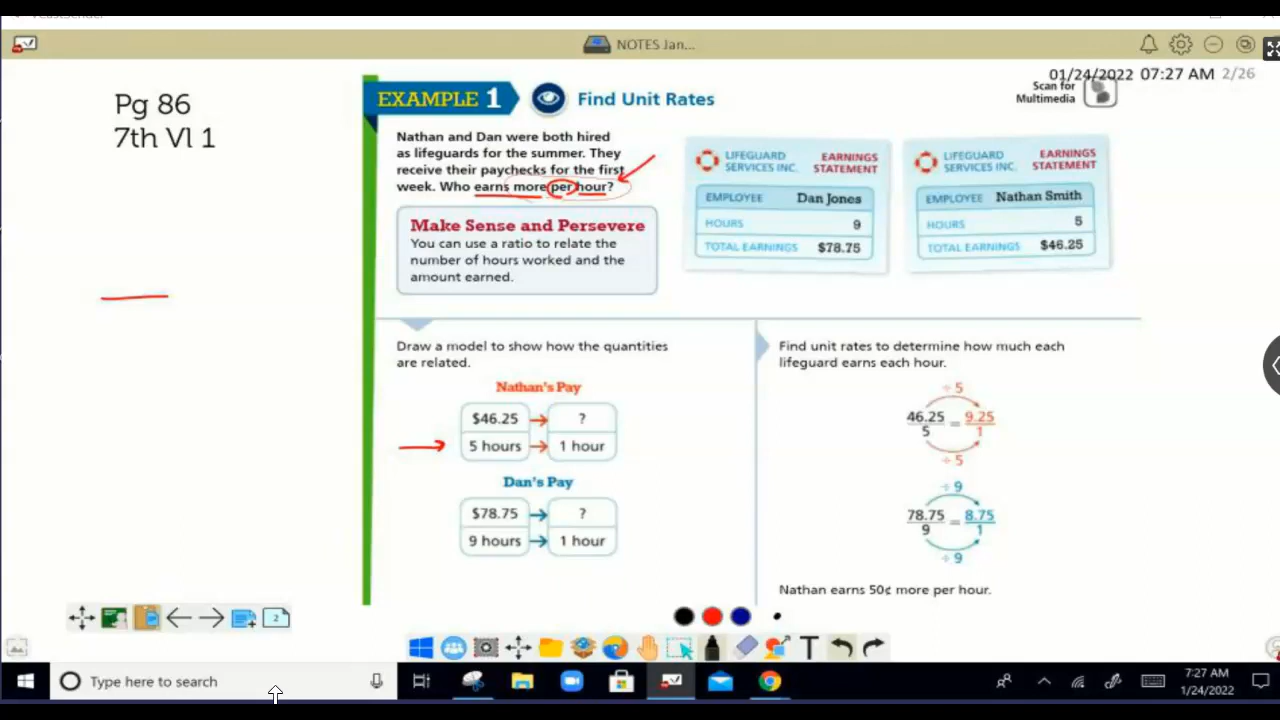 NOTES Jan...
01/24/2022 07:27 AM 2/26
Pg 86
7th Vl 1
EXAMPLE 1 Find Unit Rates
Scan for
Multimedia
Nathan and Dan were both hired
as lifeguards for the summer. They
receive their paychecks for the first
week. Who earns more per hour?
Make Sense and Persevere
You can use a ratio to relate the
number of hours worked and the
amount earned.
LIFEGUARD
SERVICES INC.
EARNINGS
STATEMENT
EMPLOYEE Dan Jones
HOURS 9
TOTAL EARNINGS $78.75
LIFEGUARD
SERVICES INC.
EARNINGS
STATEMENT
EMPLOYEE Nathan Smith
HOURS 5
TOTAL EARNINGS $46.25
Draw a model to show how the quantities
are related.
Nathan's Pay
$46.25 → ?
5 hours → 1 hour
Dan's Pay
$78.75 → ?
9 hours → 1 hour
Find unit rates to determine how much each
lifeguard earns each hour.
÷ 5
46.25 = 9.25
5 1
÷ 5
÷ 9
78.75 = 8.75
9 1
÷ 9
Nathan earns 50¢ more per hour.
2
T
Type here to search
7:27 AM
1/24/2022